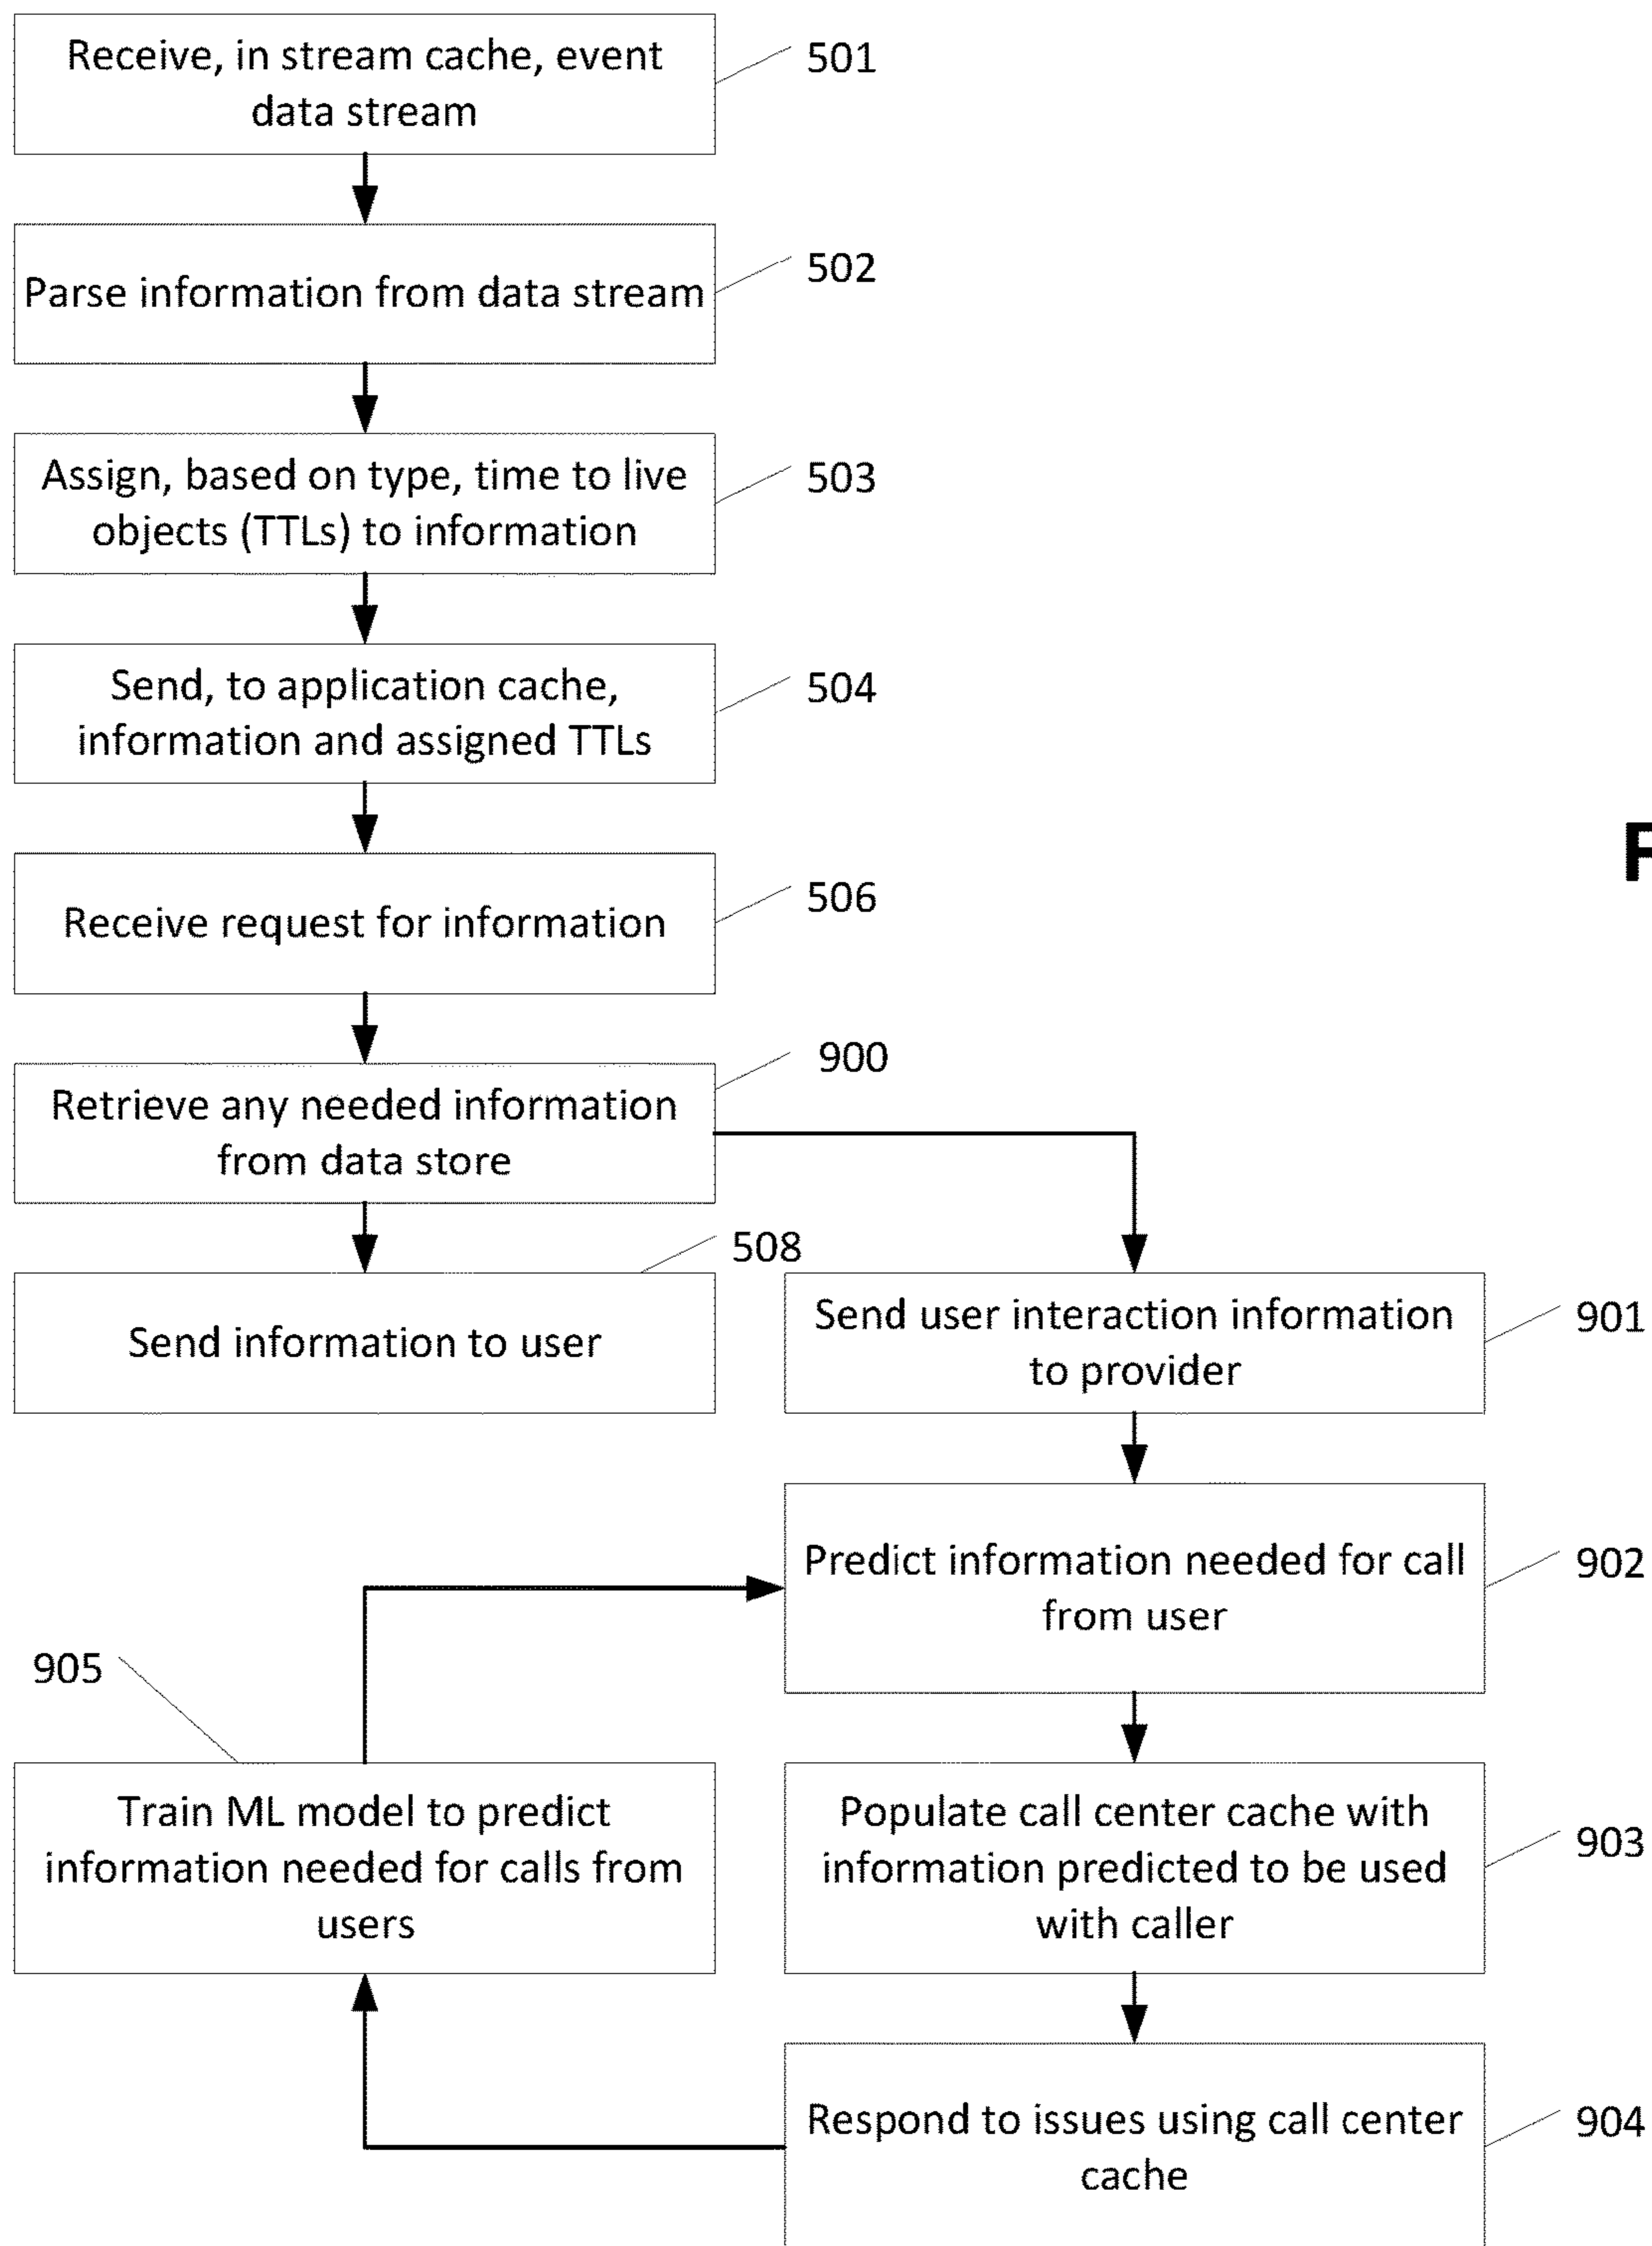 Receive, in stream cache, event
data stream
501
Parse information from data stream
502
Assign, based on type, time to live
objects (TTLs) to information
503
Send, to application cache,
information and assigned TTLs
504
Receive request for information
506
Retrieve any needed information
from data store
900
Send information to user
508
Send user interaction information
to provider
901
Predict information needed for call
from user
902
905
Train ML model to predict
information needed for calls from
users
Populate call center cache with
information predicted to be used
with caller
903
Respond to issues using call center
cache
904